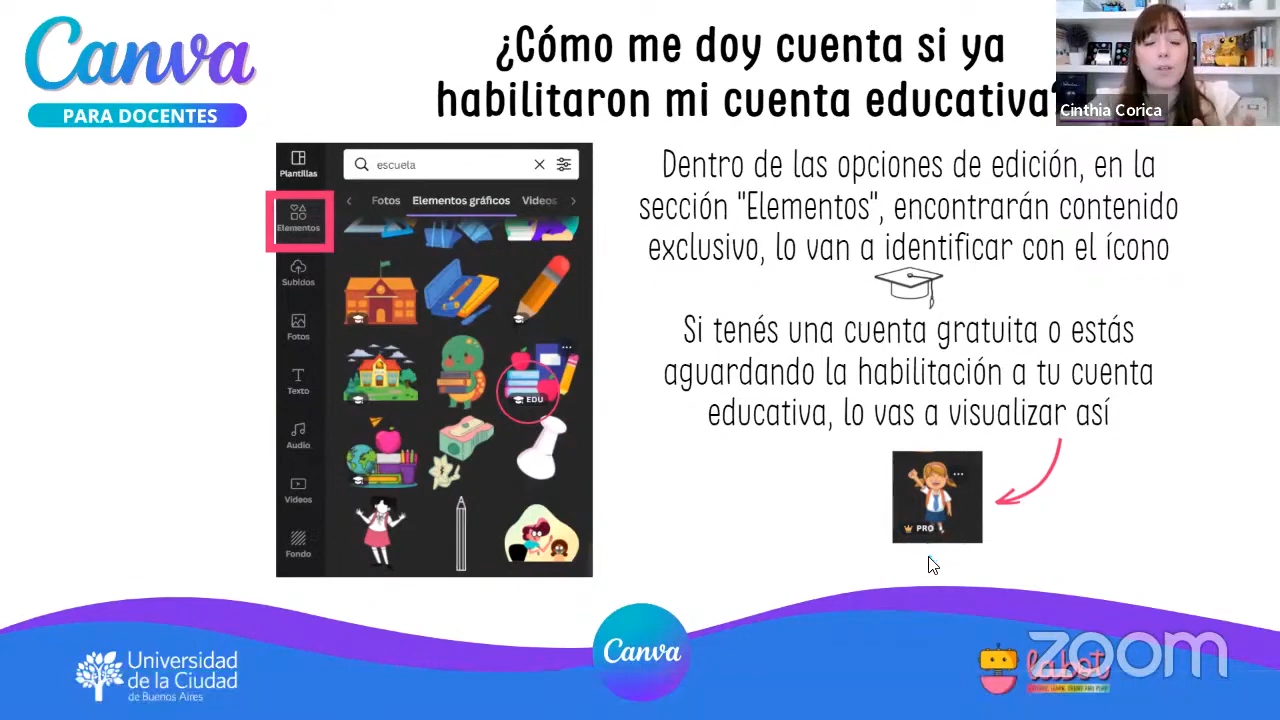 Canva
PARA DOCENTES
¿Cómo me doy cuenta si ya
habilitaron mi cuenta educativa?
Cinthia Corica
Plantillas
Elementos
Subidos
Fotos
Texto
Audio
Videos
Fondo
escuela
Fotos Elementos gráficos Videos
EDU
Dentro de las opciones de edición, en la
sección "Elementos", encontrarán contenido
exclusivo, lo van a identificar con el ícono
Si tenés una cuenta gratuita o estás
aguardando la habilitación a tu cuenta
educativa, lo vas a visualizar así
PRO
Universidad
de la Ciudad
de Buenos Aires
Canva
la.bot
zoom